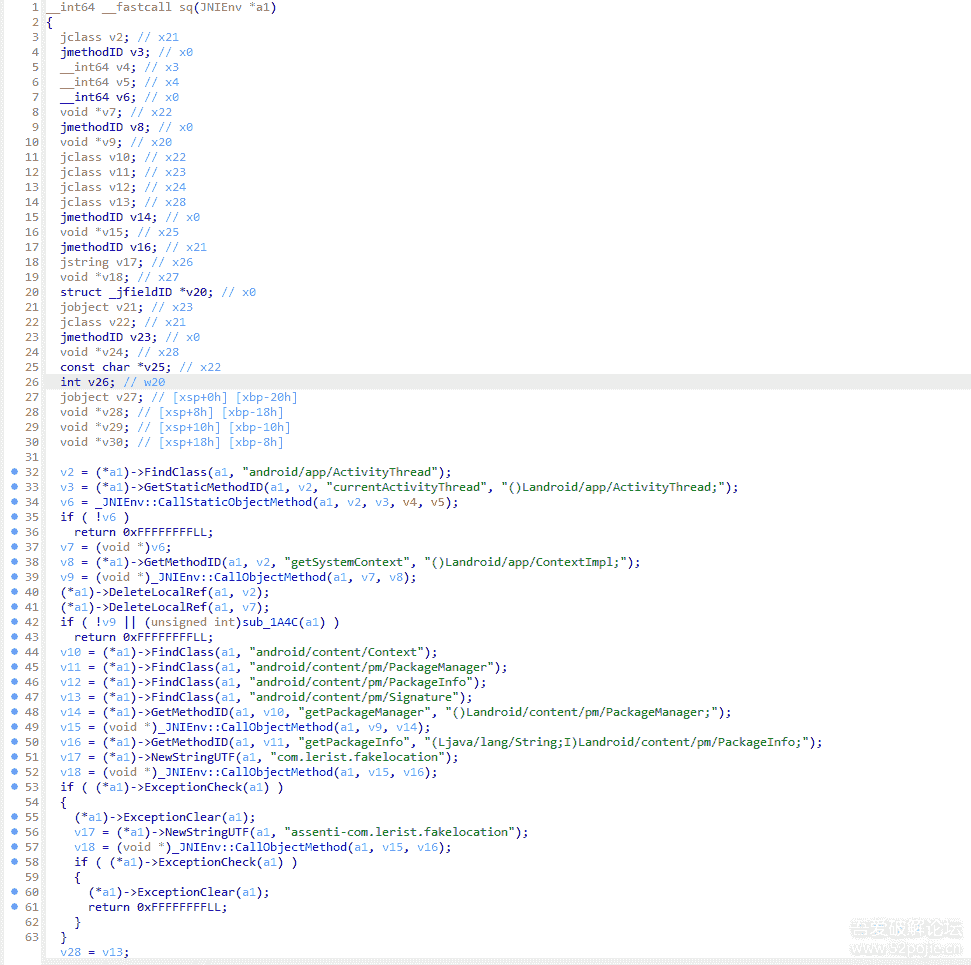 1 __int64 __fastcall sq(JNIEnv *a1)
2 {
3 jclass v2; // x21
4 jmethodID v3; // x0
5 __int64 v4; // x3
6 __int64 v5; // x4
7 __int64 v6; // x0
8 void *v7; // x22
9 jmethodID v8; // x0
10 void *v9; // x20
11 jclass v10; // x22
12 jclass v11; // x23
13 jclass v12; // x24
14 jclass v13; // x28
15 jmethodID v14; // x0
16 void *v15; // x25
17 jmethodID v16; // x21
18 jstring v17; // x26
19 void *v18; // x27
20 struct _jfieldID *v20; // x0
21 jobject v21; // x23
22 jclass v22; // x21
23 jmethodID v23; // x0
24 void *v24; // x28
25 const char *v25; // x22
26 int v26; // w20
27 jobject v27; // [xsp+0h] [xbp-20h]
28 void *v28; // [xsp+8h] [xbp-18h]
29 void *v29; // [xsp+10h] [xbp-10h]
30 void *v30; // [xsp+18h] [xbp-8h]
31
32 v2 = (*a1)->FindClass(a1, "android/app/ActivityThread");
33 v3 = (*a1)->GetStaticMethodID(a1, v2, "currentActivityThread", "()Landroid/app/ActivityThread;");
34 v6 = _JNIEnv::CallStaticObjectMethod(a1, v2, v3, v4, v5);
35 if ( !v6 )
36 return 0xFFFFFFFFLL;
37 v7 = (void *)v6;
38 v8 = (*a1)->GetMethodID(a1, v2, "getSystemContext", "()Landroid/app/ContextImpl;");
39 v9 = (void *)_JNIEnv::CallObjectMethod(a1, v7, v8);
40 (*a1)->DeleteLocalRef(a1, v2);
41 (*a1)->DeleteLocalRef(a1, v7);
42 if ( !v9 || (unsigned int)sub_1A4C(a1) )
43 return 0xFFFFFFFFLL;
44 v10 = (*a1)->FindClass(a1, "android/content/Context");
45 v11 = (*a1)->FindClass(a1, "android/content/pm/PackageManager");
46 v12 = (*a1)->FindClass(a1, "android/content/pm/PackageInfo");
47 v13 = (*a1)->FindClass(a1, "android/content/pm/Signature");
48 v14 = (*a1)->GetMethodID(a1, v10, "getPackageManager", "()Landroid/content/pm/PackageManager;");
49 v15 = (void *)_JNIEnv::CallObjectMethod(a1, v9, v14);
50 v16 = (*a1)->GetMethodID(a1, v11, "getPackageInfo", "(Ljava/lang/String;I)Landroid/content/pm/PackageInfo;");
51 v17 = (*a1)->NewStringUTF(a1, "com.lerist.fakelocation");
52 v18 = (void *)_JNIEnv::CallObjectMethod(a1, v15, v16);
53 if ( (*a1)->ExceptionCheck(a1) )
54 {
55 (*a1)->ExceptionClear(a1);
56 v17 = (*a1)->NewStringUTF(a1, "assenti-com.lerist.fakelocation");
57 v18 = (void *)_JNIEnv::CallObjectMethod(a1, v15, v16);
58 if ( (*a1)->ExceptionCheck(a1) )
59 {
60 (*a1)->ExceptionClear(a1);
61 return 0xFFFFFFFFLL;
62 }
63 }
v28 = v13;
吾爱破解论坛
www.52pojie.cn